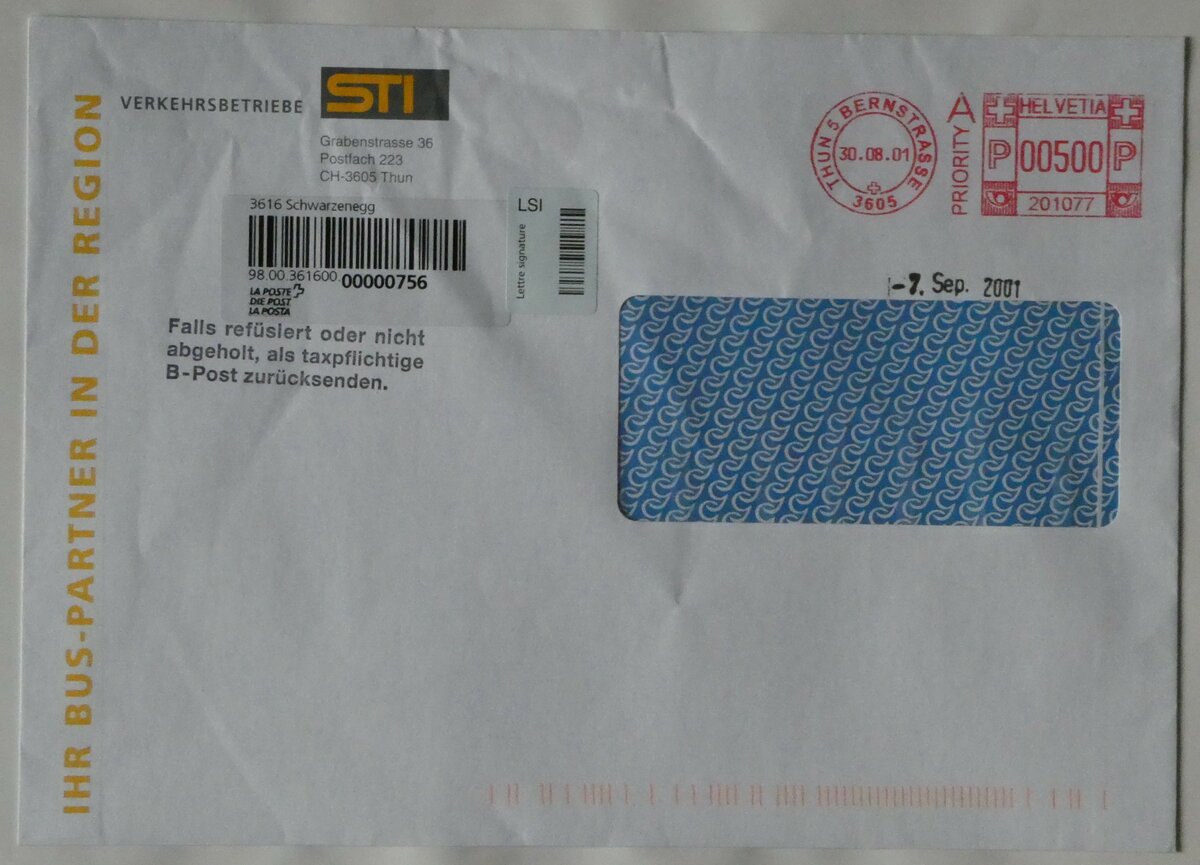 IHR BUS-PARTNER IN DER REGION
VERKEHRSBETRIEBE
STI
Grabenstrasse 36
Postfach 223
CH-3605 Thun
3616 Schwarzenegg
98.00.361600.00000756
LA POSTE
DIE POST
LA POSTA
LSI
Lettre signature
Falls refüsiert oder nicht
abgeholt, als taxpflichtige
B-Post zurücksenden.
THUN 5 BERNSTRASSE
30.08.01
3605
A
PRIORITY
HELVETIA
P 00500 P
201077
-7. Sep. 2001